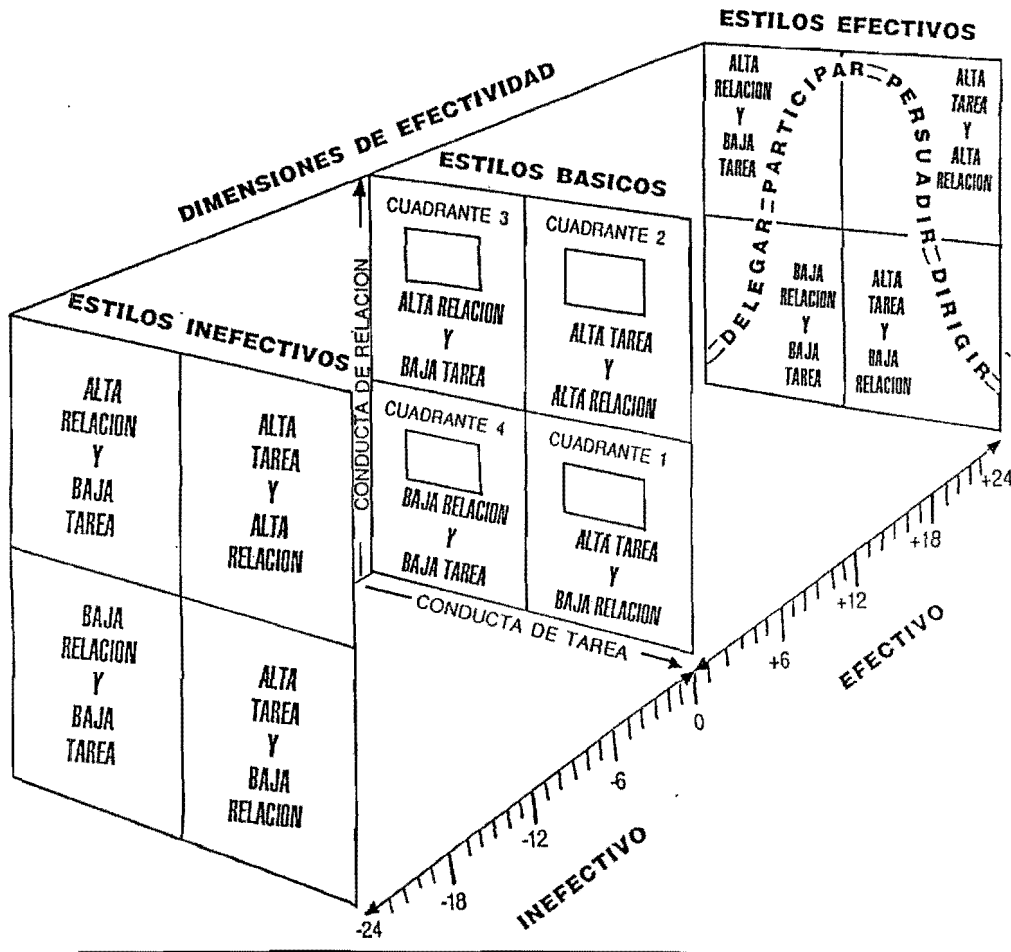 ESTILOS EFECTIVOS
ALTA
RELACION
Y
BAJA
TAREA
ALTA
TAREA
Y
ALTA
RELACION
DELEGAR PARTICIPAR PERSUADIR DIRIGIR
BAJA
RELACION
Y
BAJA
TAREA
ALTA
TAREA
Y
BAJA
RELACION
DIMENSIONES DE EFECTIVIDAD
ESTILOS BASICOS
CUADRANTE 3
ALTA RELACION
Y
BAJA TAREA
CUADRANTE 2
ALTA TAREA
Y
ALTA RELACION
CUADRANTE 4
BAJA RELACION
Y
BAJA TAREA
CUADRANTE 1
ALTA TAREA
Y
BAJA RELACION
CONDUCTA DE RELACION
CONDUCTA DE TAREA
ESTILOS INEFECTIVOS
ALTA
RELACION
Y
BAJA
TAREA
ALTA
TAREA
Y
ALTA
RELACION
BAJA
RELACION
Y
BAJA
TAREA
ALTA
TAREA
Y
BAJA
RELACION
+24
+18
+12
+6
0
-6
-12
-18
-24
EFECTIVO
INEFECTIVO